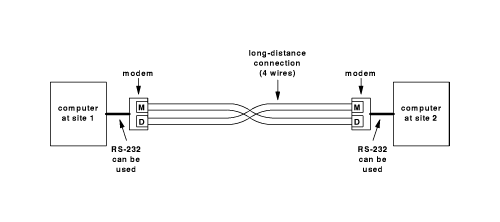 long-distance
connection
(4 wires)
modem
modem
computer
at site 1
M
D
M
D
computer
at site 2
RS-232
can be
used
RS-232
can be
used